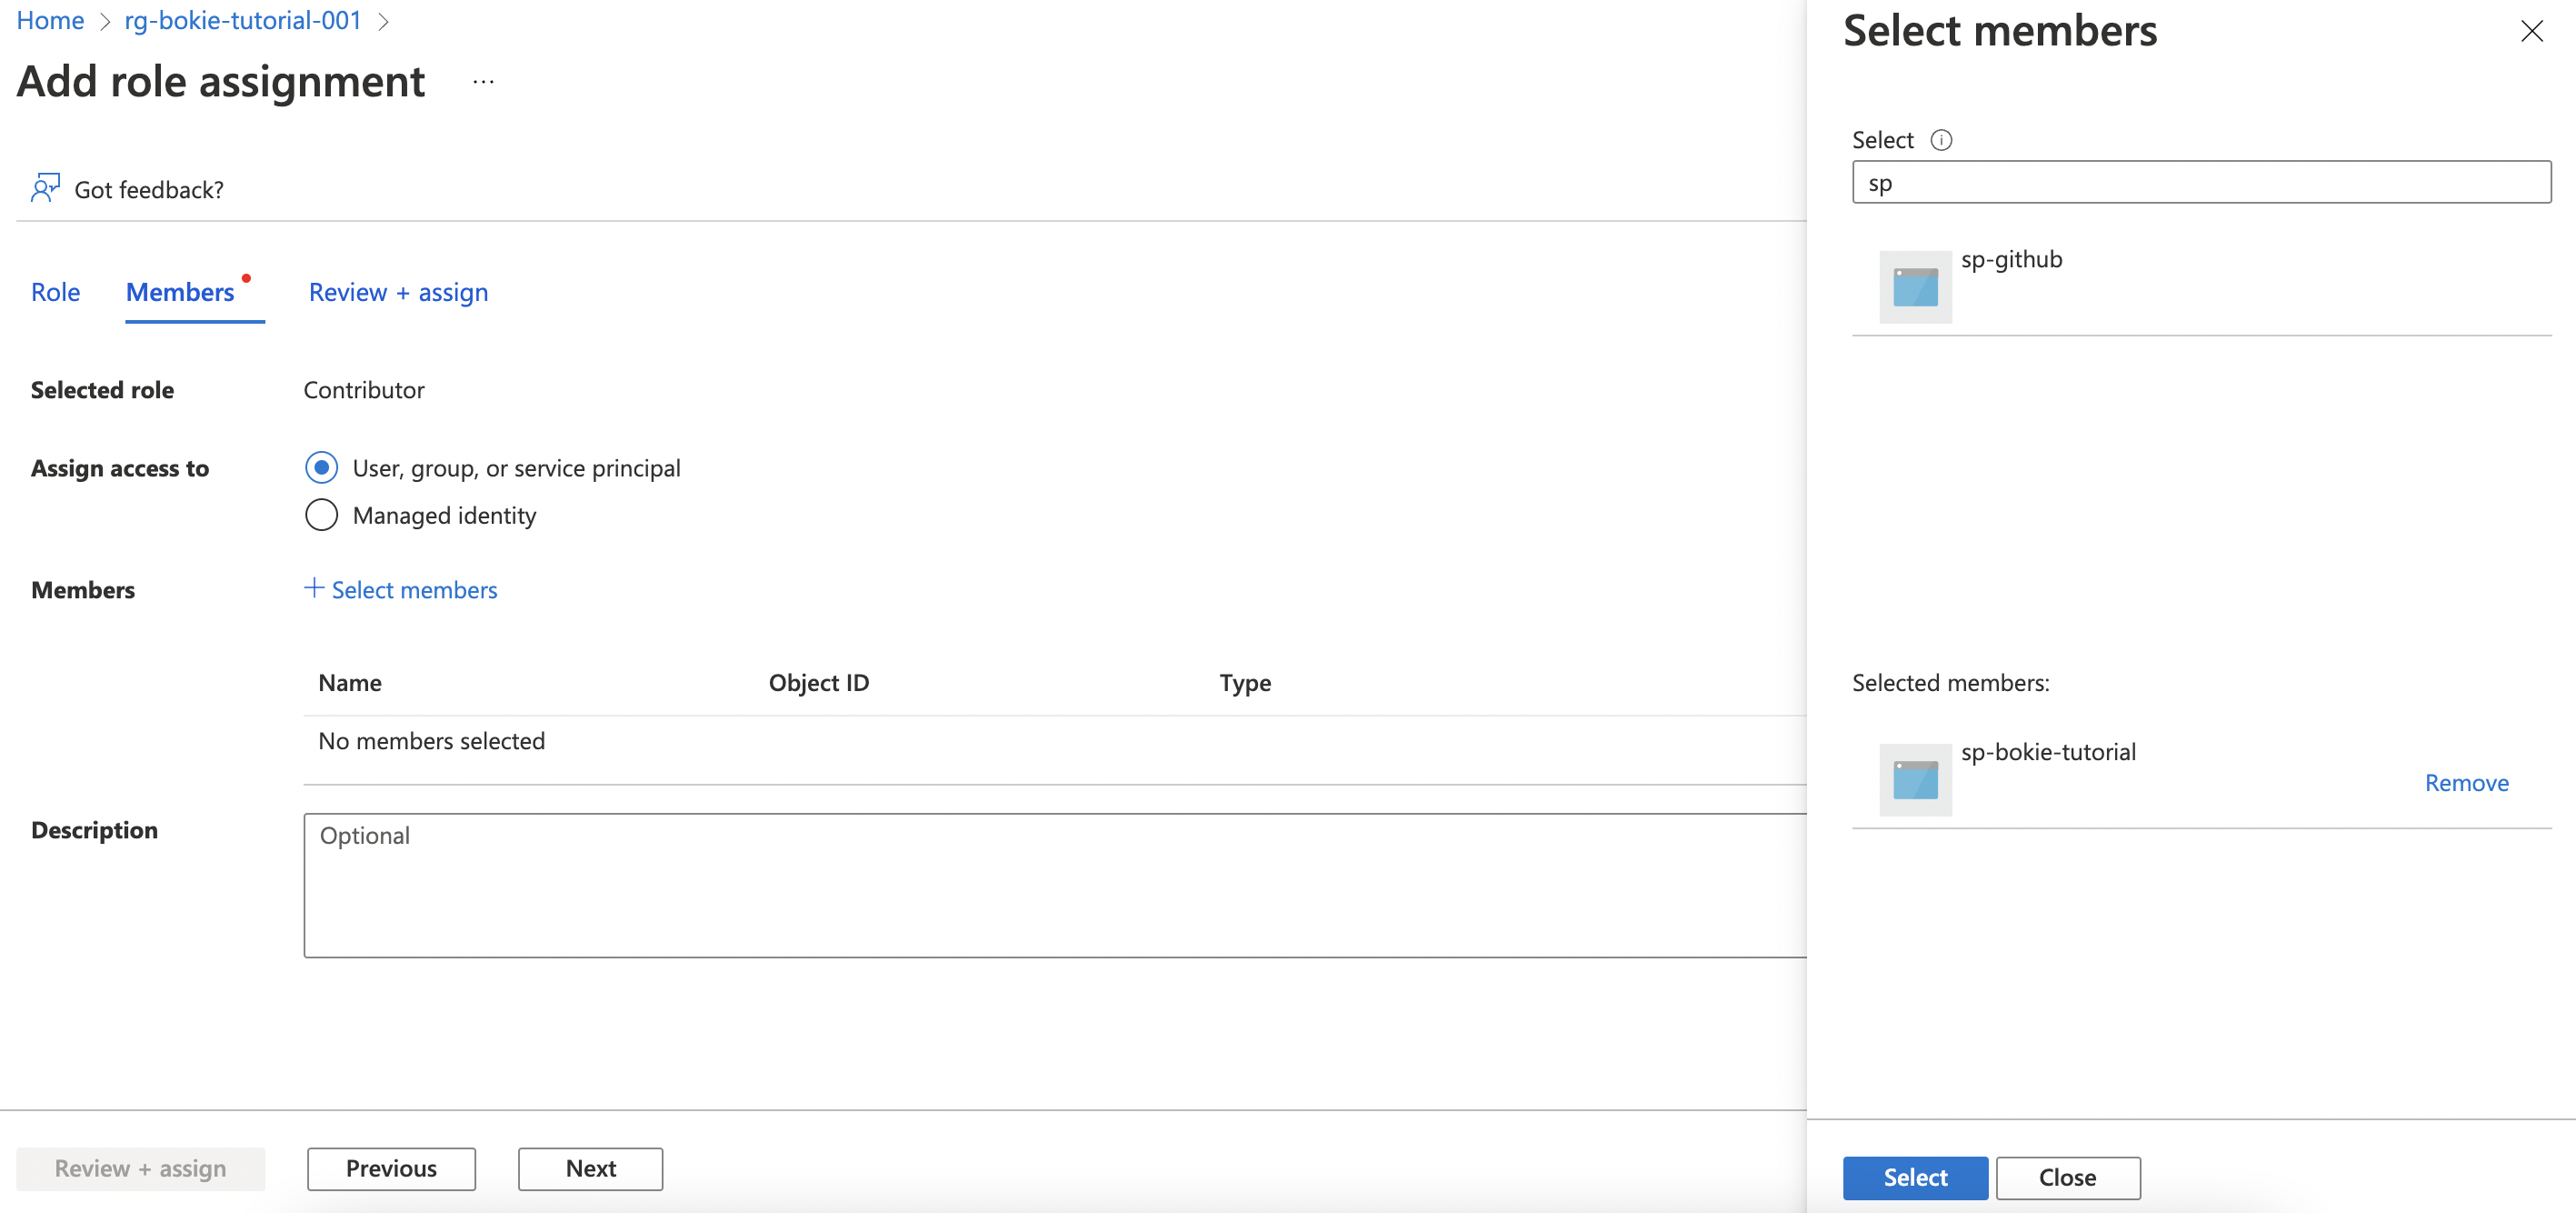 Home > rg-bokie-tutorial-001 >
Add role assignment ...
Got feedback?
Role Members Review + assign
Selected role Contributor
Assign access to User, group, or service principal
Managed identity
Members + Select members
Name Object ID Type
No members selected
Description Optional
Review + assign Previous Next
Select members
Select
sp
sp-github
Selected members:
sp-bokie-tutorial
Remove
Select Close